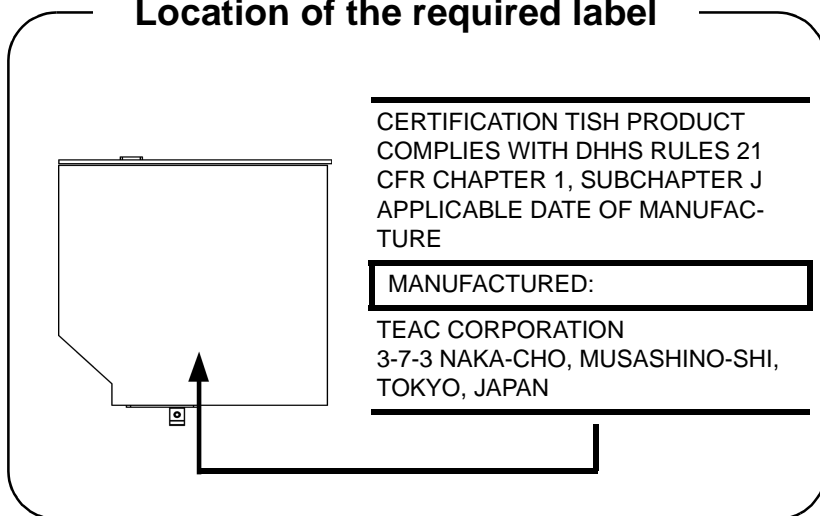 Location of the required label
CERTIFICATION TISH PRODUCT
COMPLIES WITH DHHS RULES 21
CFR CHAPTER 1, SUBCHAPTER J
APPLICABLE DATE OF MANUFAC-
TURE
MANUFACTURED:
TEAC CORPORATION
3-7-3 NAKA-CHO, MUSASHINO-SHI,
TOKYO, JAPAN